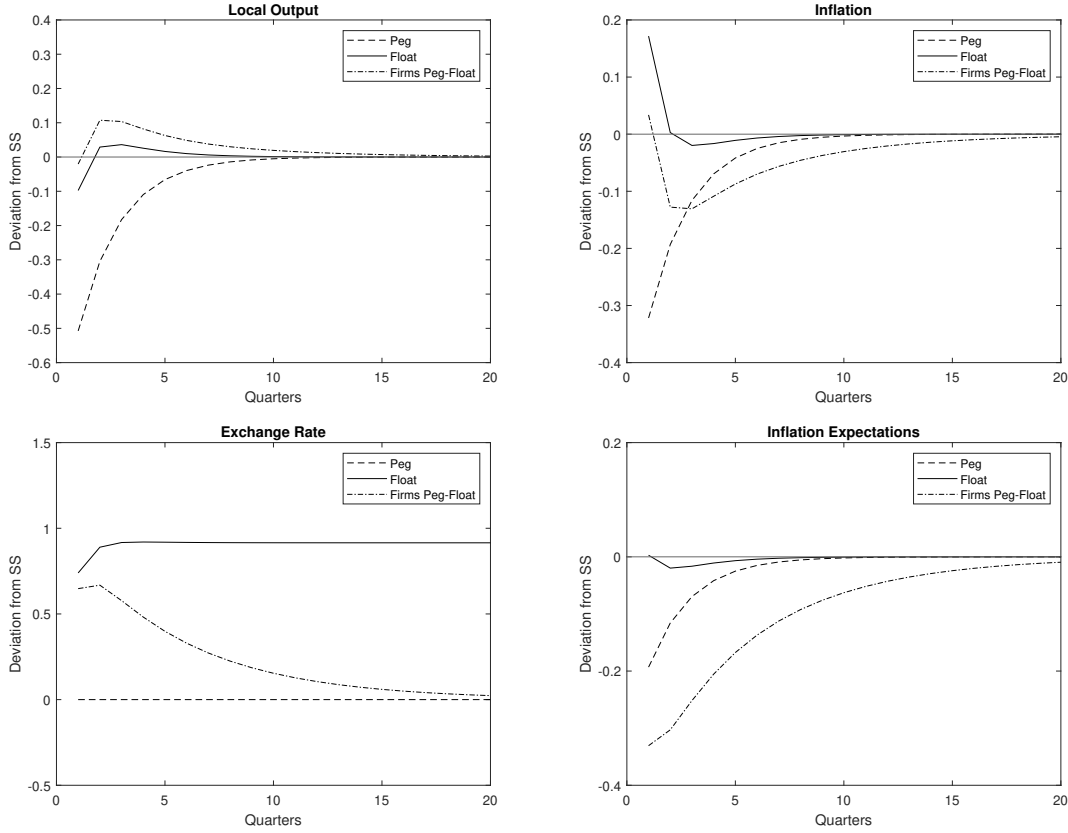 Local Output
Deviation from SS
0.4
0.3
0.2
0.1
0
-0.1
-0.2
-0.3
-0.4
-0.5
-0.6
Peg
Float
Firms Peg-Float
0 5 10 15 20
Quarters
Inflation
Deviation from SS
0.2
0.1
0
-0.1
-0.2
-0.3
-0.4
Peg
Float
Firms Peg-Float
0 5 10 15 20
Quarters
Exchange Rate
Deviation from SS
1.5
1
0.5
0
-0.5
Peg
Float
Firms Peg-Float
0 5 10 15 20
Quarters
Inflation Expectations
Deviation from SS
0.2
0
-0.2
-0.4
Peg
Float
Firms Peg-Float
0 5 10 15 20
Quarters